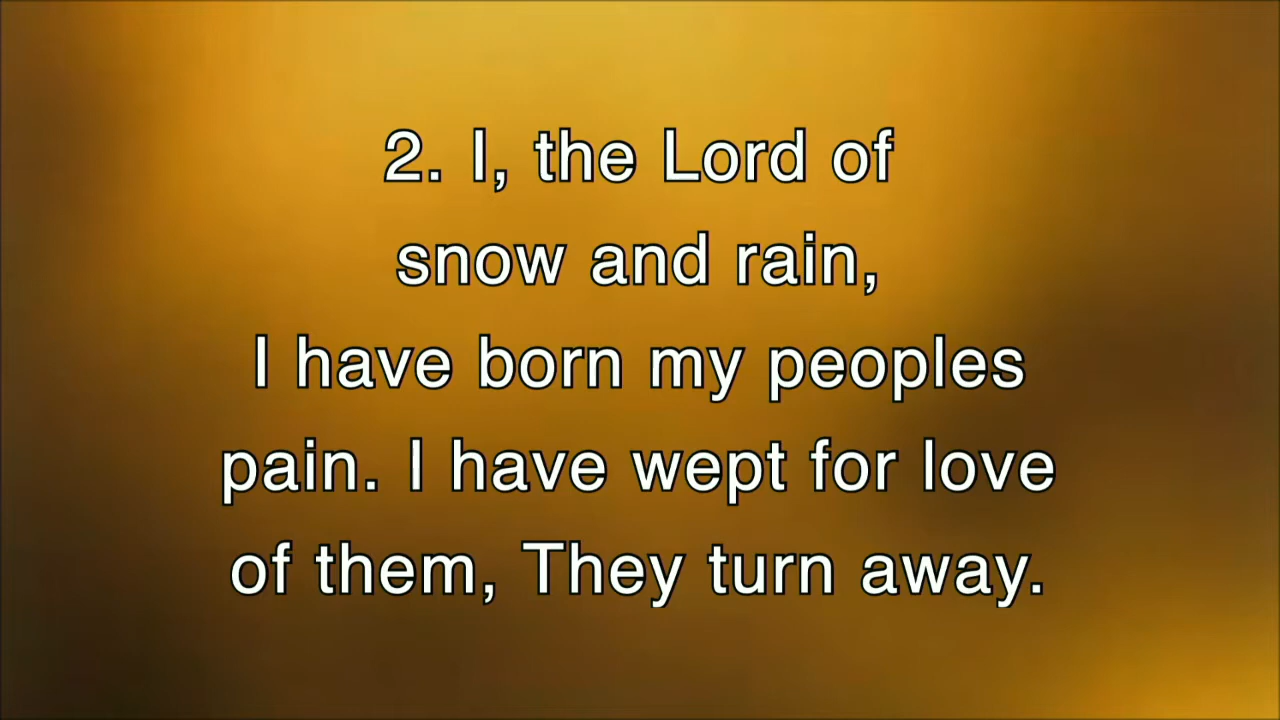 2. I, the Lord of
snow and rain,
I have born my peoples
pain. I have wept for love
of them, They turn away.